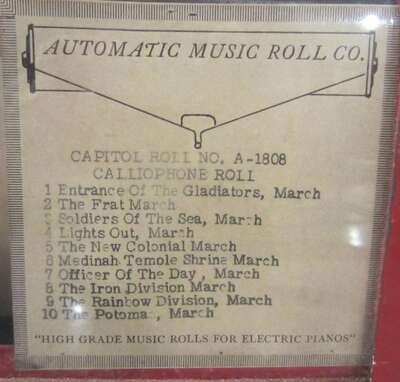 AUTOMATIC MUSIC ROLL CO.
CAPITOL ROLL NO. A-1808
CALLIOPHONE ROLL
1 Entrance Of The Gladiators, March
2 The Frat March
3 Soldiers Of The Sea, March
4 Lights Out, March
5 The New Colonial March
6 Medinah Temple Shrine March
7 Officer Of The Day, March
8 The Iron Division March
9 The Rainbow Division, March
10 The Potomac, March
"HIGH GRADE MUSIC ROLLS FOR ELECTRIC PIANOS"